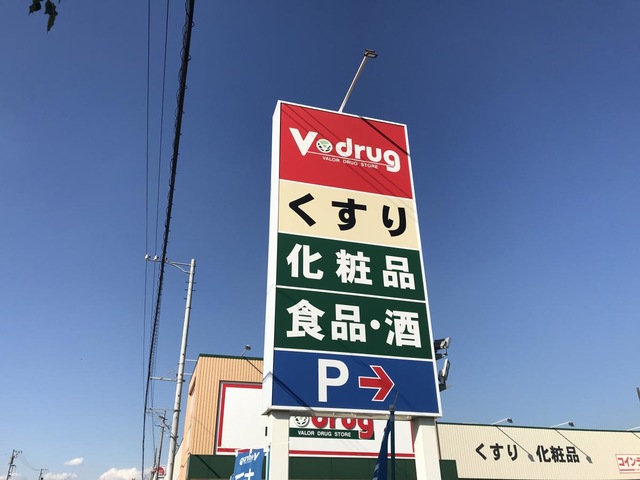 V drug
VALOR DRUG STORE
くすり
化粧品
食品・酒
P
drug
VALOR DRUG STORE
くすり 化粧品
コイン